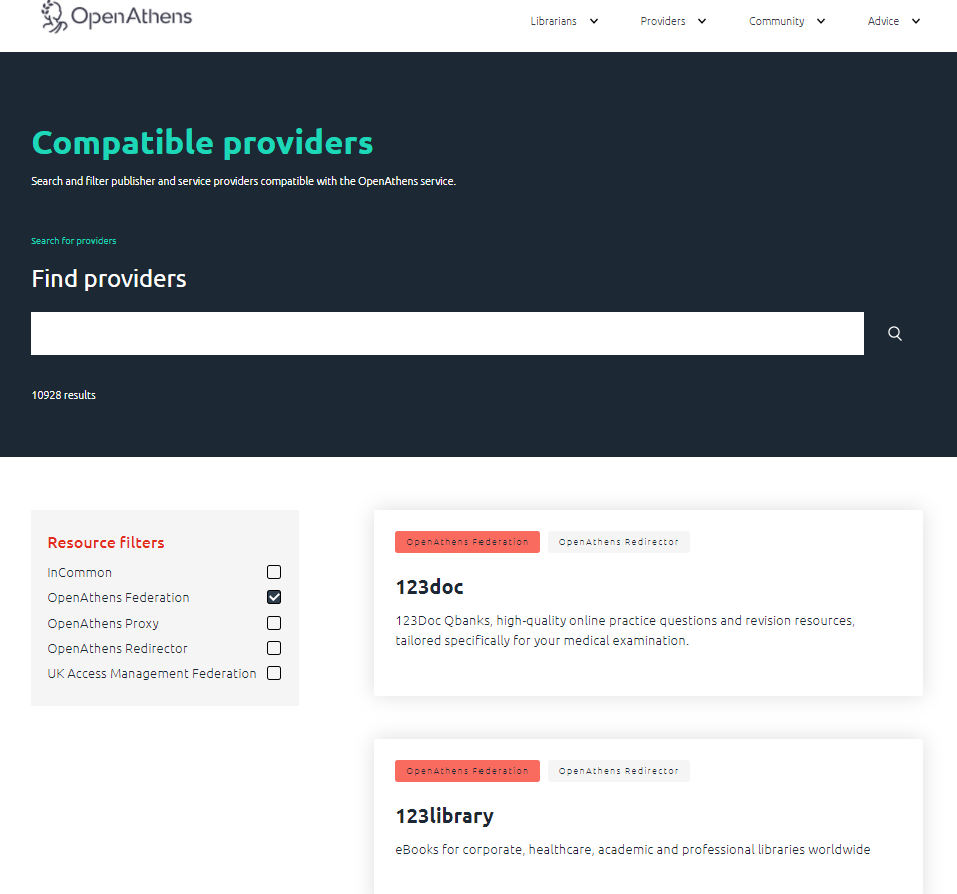 OpenAthens
Librarians
Providers
Community
Advice
Compatible providers
Search and filter publisher and service providers compatible with the OpenAthens service.
Search for providers
Find providers
10928 results
Resource filters
InCommon
OpenAthens Federation
OpenAthens Proxy
OpenAthens Redirector
UK Access Management Federation
OpenAthens Federation
OpenAthens Redirector
123doc
123Doc Qbanks, high-quality online practice questions and revision resources,
tailored specifically for your medical examination.
OpenAthens Federation
OpenAthens Redirector
123library
eBooks for corporate, healthcare, academic and professional libraries worldwide